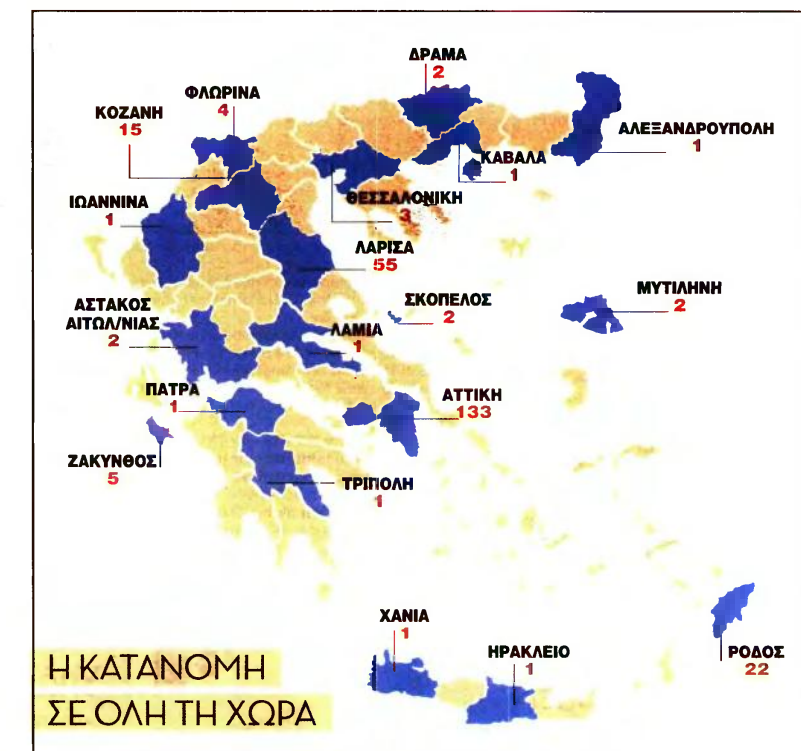 ΔΡΑΜΑ
2
ΦΛΩΡΙΝΑ
4
ΚΟΖΑΝΗ
15
ΑΛΕΞΑΝΔΡΟΥΠΟΛΗ
1
ΚΑΒΑΛΑ
1
ΘΕΣΣΑΛΟΝΙΚΗ
3
ΙΩΑΝΝΙΝΑ
1
ΛΑΡΙΣΑ
55
ΣΚΟΠΕΛΟΣ
2
ΜΥΤΙΛΗΝΗ
2
ΑΣΤΑΚΟΣ
ΑΙΤΩΛ/ΝΙΑΣ
2
ΛΑΜΙΑ
1
ΠΑΤΡΑ
1
ΑΤΤΙΚΗ
133
ΖΑΚΥΝΘΟΣ
5
ΤΡΙΠΟΛΗ
1
ΧΑΝΙΑ
1
ΗΡΑΚΛΕΙΟ
1
ΡΟΔΟΣ
22
Η ΚΑΤΑΝΟΜΗ
ΣΕ ΟΛΗ ΤΗ ΧΩΡΑ